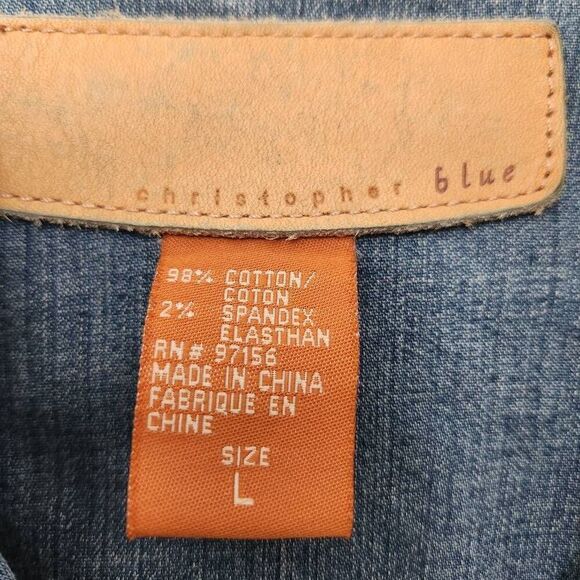 christopher blue
98% COTTON/
COTON
2% SPANDEX
ELASTHAN
RN# 97156
MADE IN CHINA
FABRIQUE EN
CHINE
SIZE
L